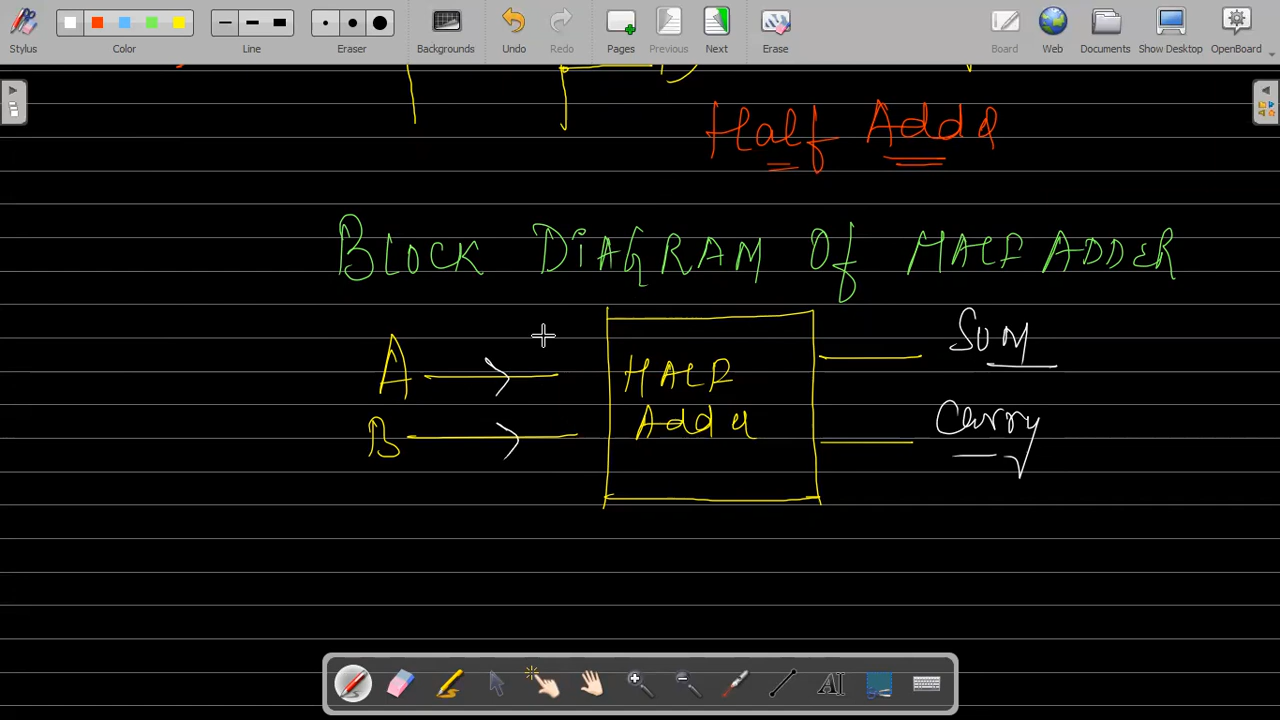 Stylus Color Line Eraser Backgrounds Undo Redo Pages Previous Next Erase Board Web Documents Show Desktop OpenBoard
Half Adder
BLOCK DIAGRAM Of HALF ADDER
A HALF Adder SUM
B Carry
AI